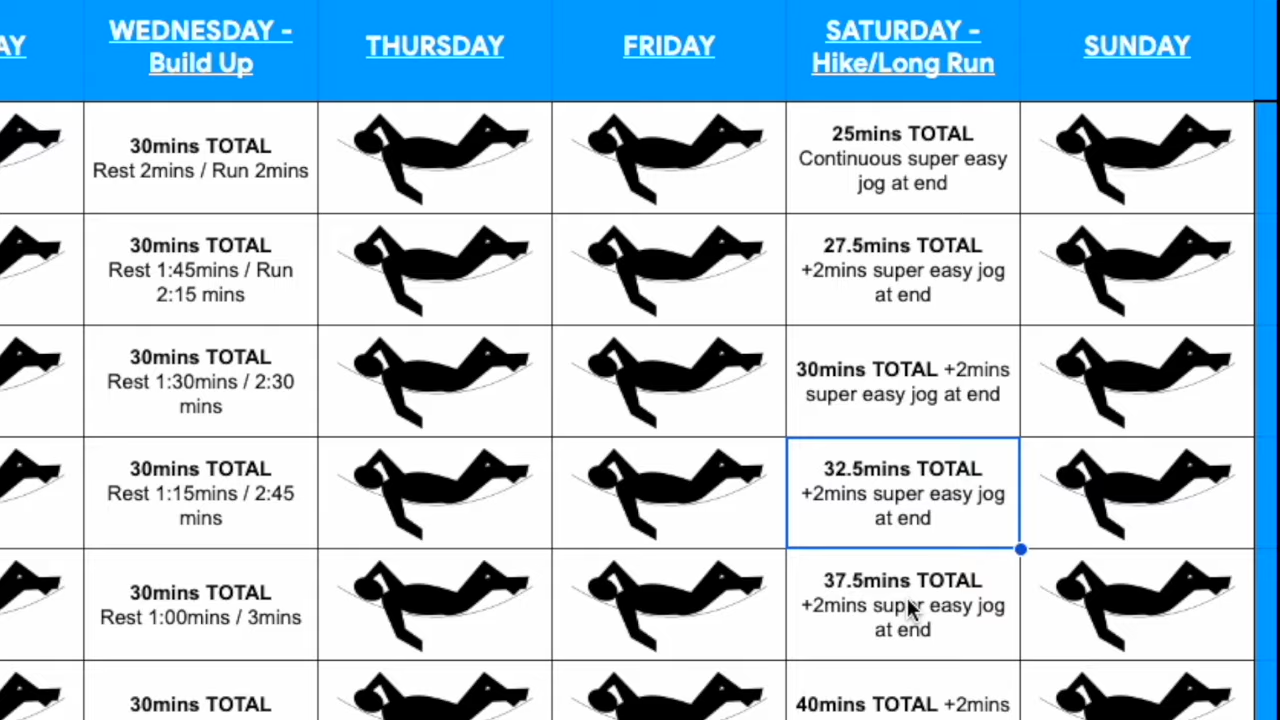 AY
WEDNESDAY -
Build Up
THURSDAY
FRIDAY
SATURDAY -
Hike/Long Run
SUNDAY
30mins TOTAL
Rest 2mins / Run 2mins
25mins TOTAL
Continuous super easy
jog at end
30mins TOTAL
Rest 1:45mins / Run
2:15 mins
27.5mins TOTAL
+2mins super easy jog
at end
30mins TOTAL
Rest 1:30mins / 2:30
mins
30mins TOTAL +2mins
super easy jog at end
30mins TOTAL
Rest 1:15mins / 2:45
mins
32.5mins TOTAL
+2mins super easy jog
at end
30mins TOTAL
Rest 1:00mins / 3mins
37.5mins TOTAL
+2mins super easy jog
at end
30mins TOTAL
40mins TOTAL +2mins